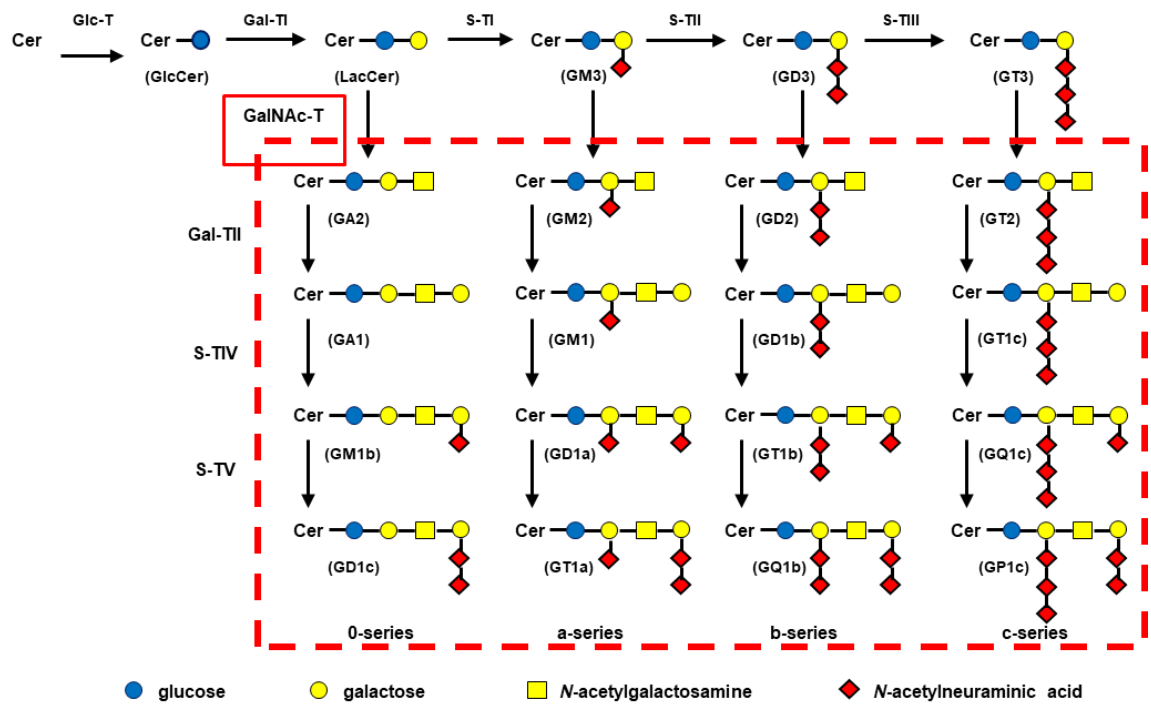 Glc-T Gal-TI S-TI S-TII S-TIII
Cer Cer Cer Cer Cer Cer
(GlcCer) (LacCer) (GM3) (GD3) (GT3)
GalNAc-T
Cer Cer Cer Cer
(GA2) (GM2) (GD2) (GT2)
Gal-TII
Cer Cer Cer Cer
(GA1) (GM1) (GD1b) (GT1c)
S-TIV
Cer Cer Cer Cer
(GM1b) (GD1a) (GT1b) (GQ1c)
S-TV
Cer Cer Cer Cer
(GD1c) (GT1a) (GQ1b) (GP1c)
0-series a-series b-series c-series
glucose galactose N-acetylgalactosamine N-acetylneuraminic acid